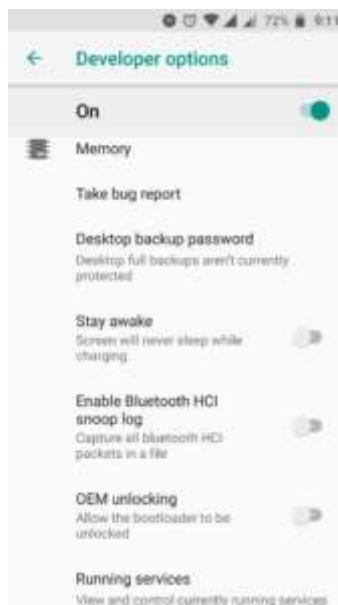 72% 9:11
Developer options
On
Memory
Take bug report
Desktop backup password
Desktop full backups aren't currently
protected
Stay awake
Screen will never sleep while
charging
Enable Bluetooth HCI
snoop log
Capture all bluetooth HCI
packets in a file
OEM unlocking
Allow the bootloader to be
unlocked
Running services
View and control currently running services